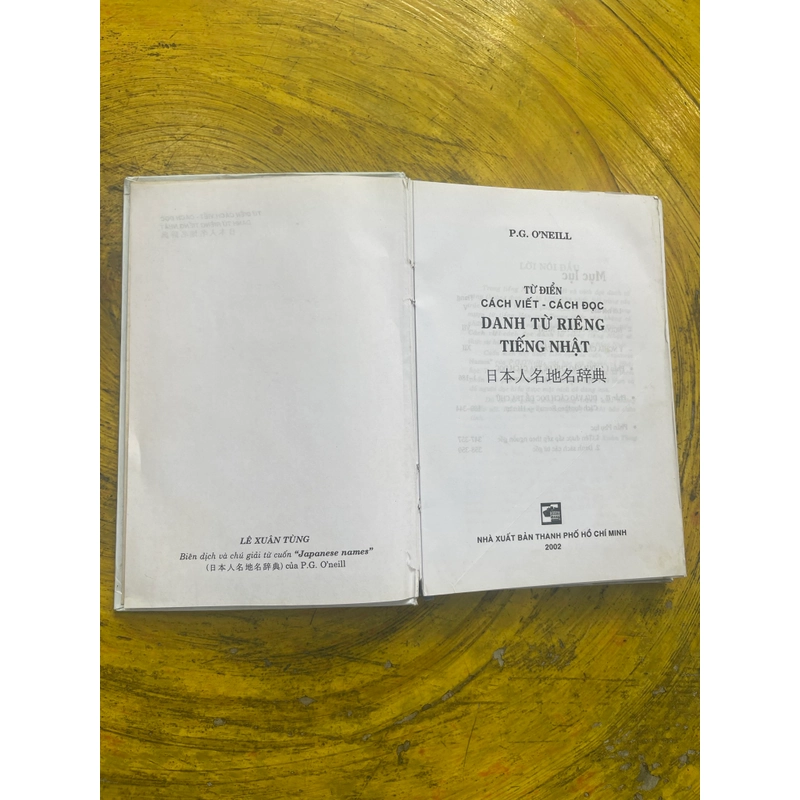 LÊ XUÂN TÙNG
Biên dịch và chú giải từ cuốn "Japanese names"
(日本人名地名辞典) của P.G. O'neill
P.G. O'NEILL
TỪ ĐIỂN
CÁCH VIẾT - CÁCH ĐỌC
DANH TỪ RIÊNG
TIẾNG NHẬT
日本人名地名辞典
NHÀ XUẤT BẢN THANH PHỐ HỒ CHÍ MINH
2002